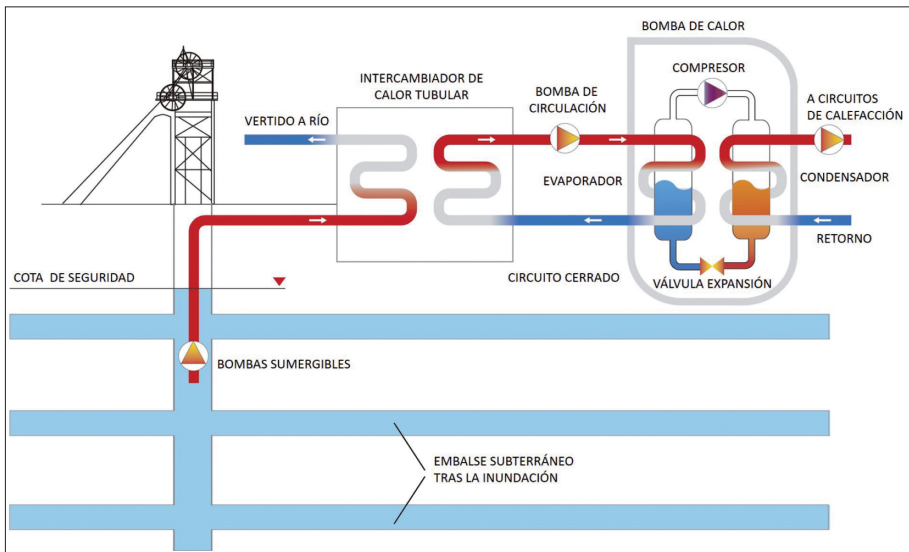 BOMBA DE CALOR
COMPRESOR
INTERCAMBIADOR DE
CALOR TUBULAR
BOMBA DE
CIRCULACIÓN
A CIRCUITOS
DE CALEFACCIÓN
VERTIDO A RÍO
EVAPORADOR
CONDENSADOR
RETORNO
COTA DE SEGURIDAD
CIRCUITO CERRADO
VÁLVULA EXPANSIÓN
BOMBAS SUMERGIBLES
EMBALSE SUBTERRÁNEO
TRAS LA INUNDACIÓN